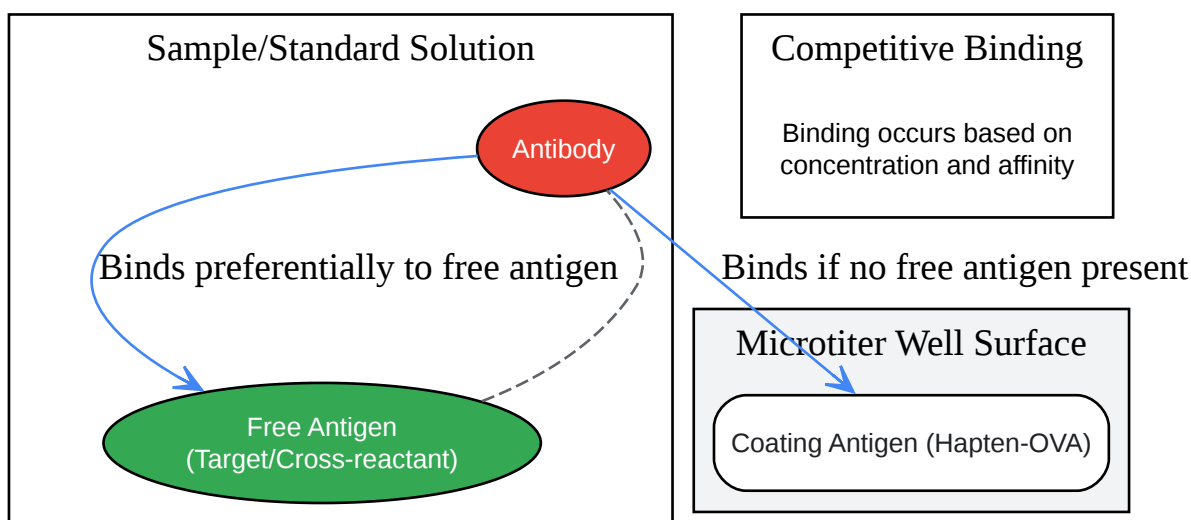 Sample/Standard Solution
Antibody
Binds preferentially to free antigen
Free Antigen
(Target/Cross-reactant)
Competitive Binding
Binding occurs based on
concentration and affinity
Binds if no free antigen present
Microtiter Well Surface
Coating Antigen (Hapten-OVA)